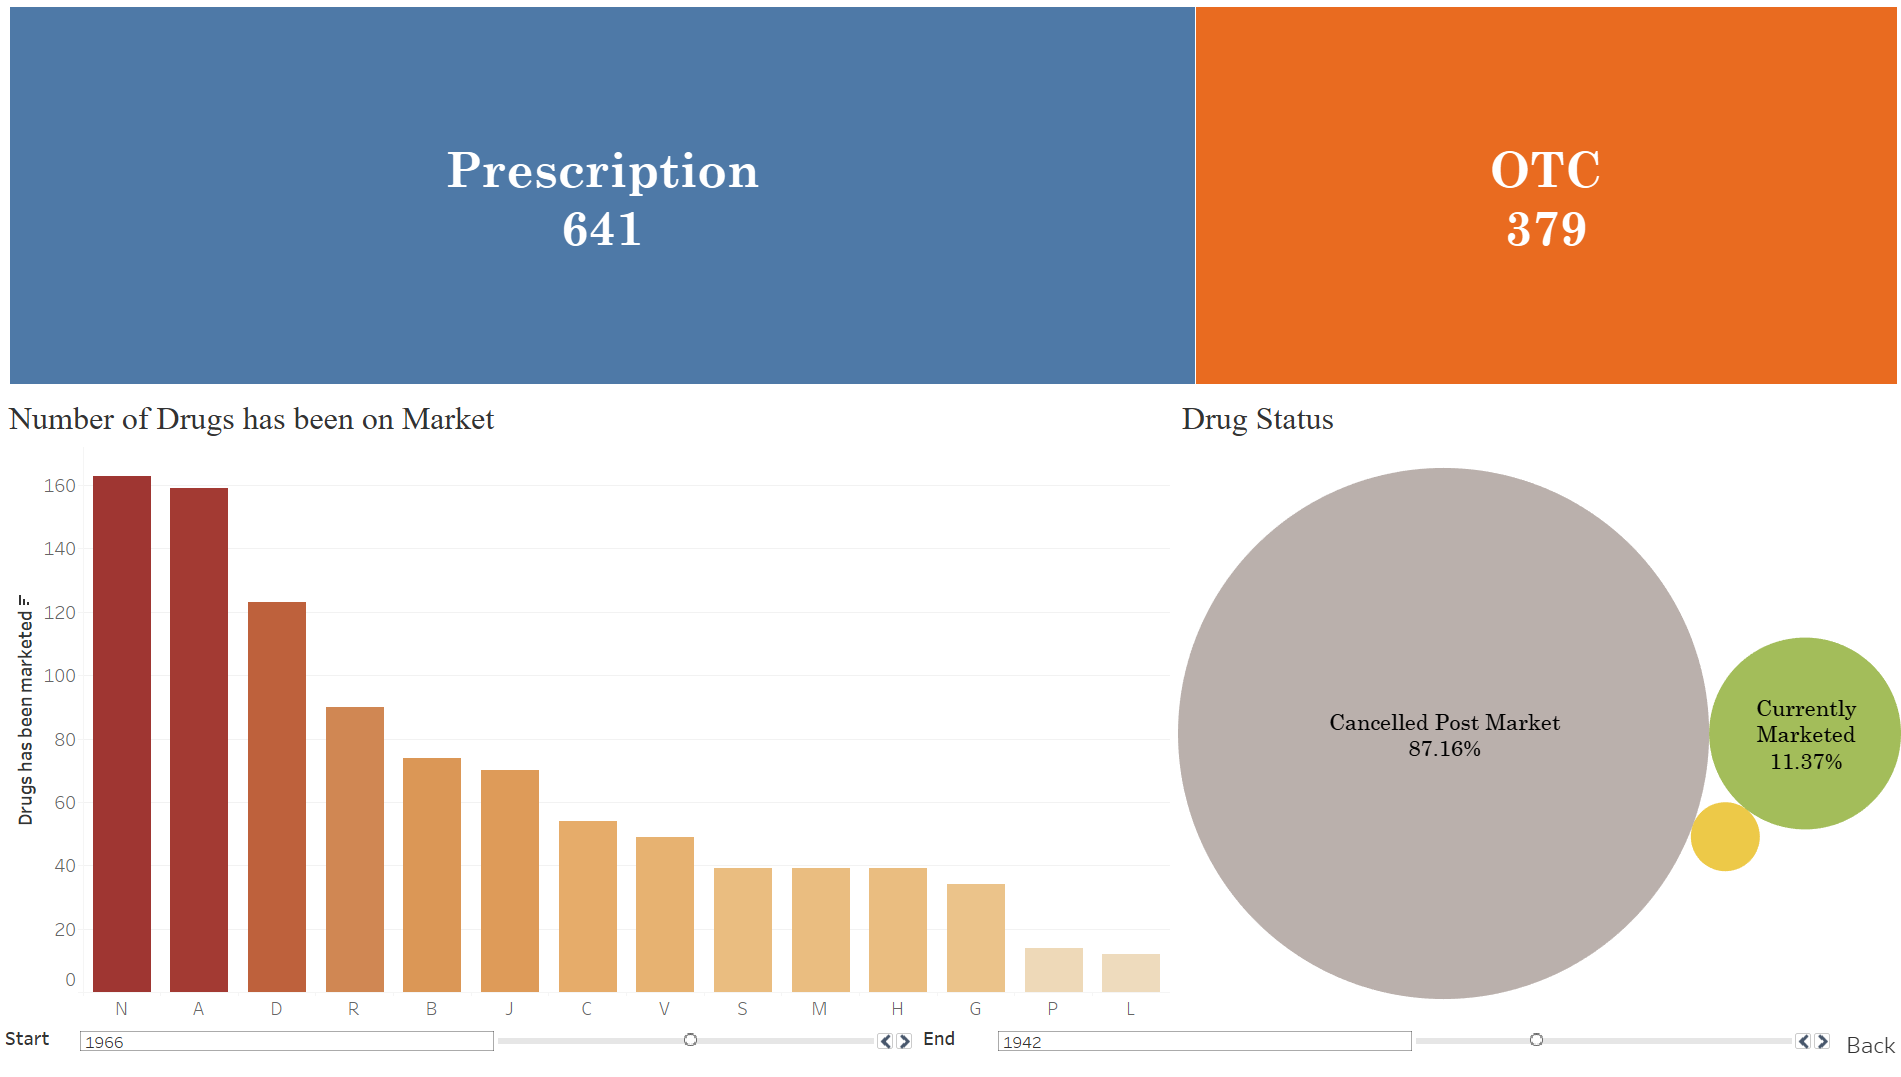 Prescription
641
OTC
379
Number of Drugs has been on Market
Drug Status
Drugs has been marketed
160
140
120
100
80
60
40
20
0
N A D R B J C V S M H G P L
Cancelled Post Market
87.16%
Currently
Marketed
11.37%
Start 1966 End 1942 Back